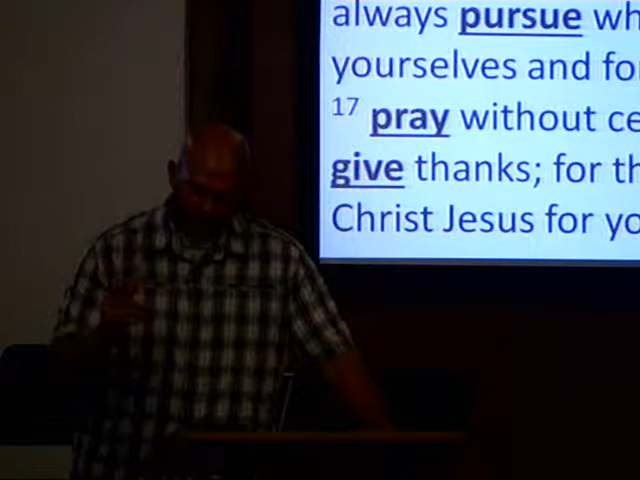 always pursue wh
yourselves and fo
17 pray without ce
give thanks; for th
Christ Jesus for yo